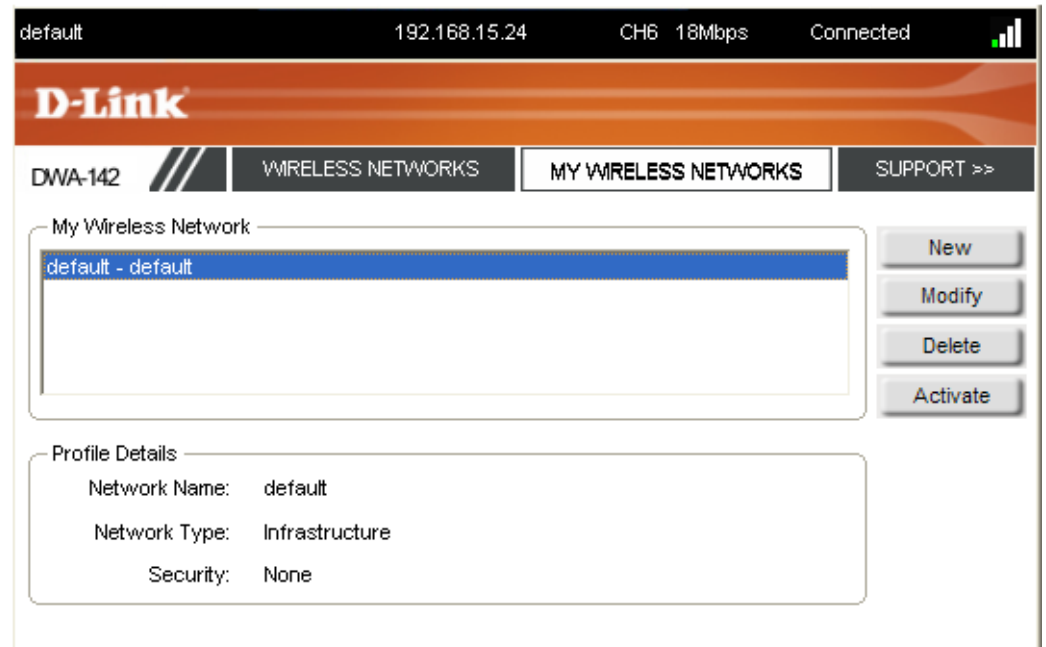 default 192.168.15.24 CH6 18Mbps Connected
D-Link
DWA-142 WIRELESS NETWORKS MY WIRELESS NETWORKS SUPPORT >>
My Wireless Network
default - default
New
Modify
Delete
Activate
Profile Details
Network Name: default
Network Type: Infrastructure
Security: None